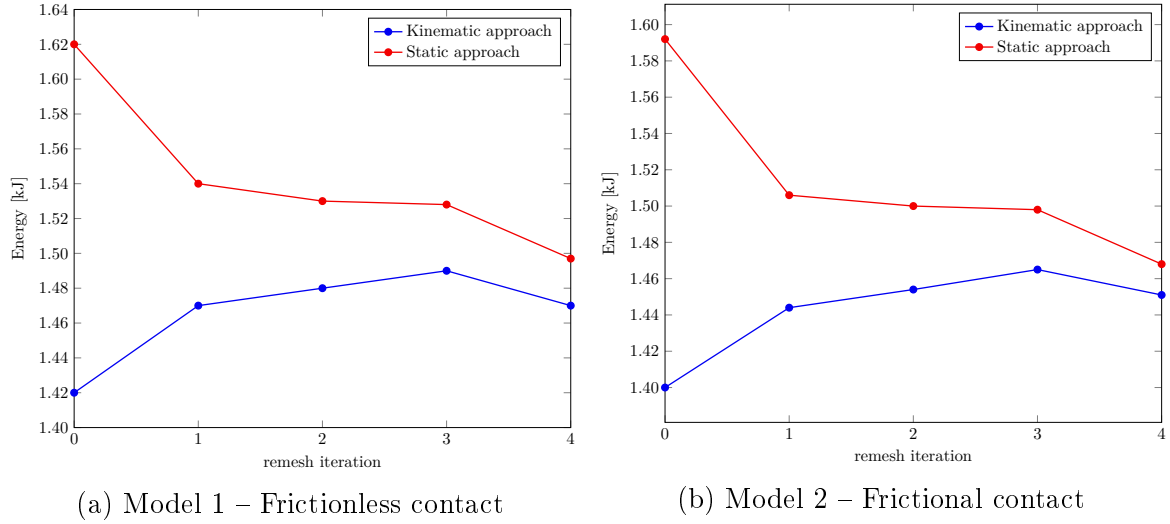 1.64
1.62
1.60
1.58
1.56
1.54
1.52
1.50
1.48
1.46
1.44
1.42
1.40
Energy [kJ]
0 1 2 3 4
remesh iteration
Kinematic approach
Static approach
(a) Model 1 – Frictionless contact
1.60
1.58
1.56
1.54
1.52
1.50
1.48
1.46
1.44
1.42
1.40
Energy [kJ]
0 1 2 3 4
remesh iteration
Kinematic approach
Static approach
(b) Model 2 – Frictional contact